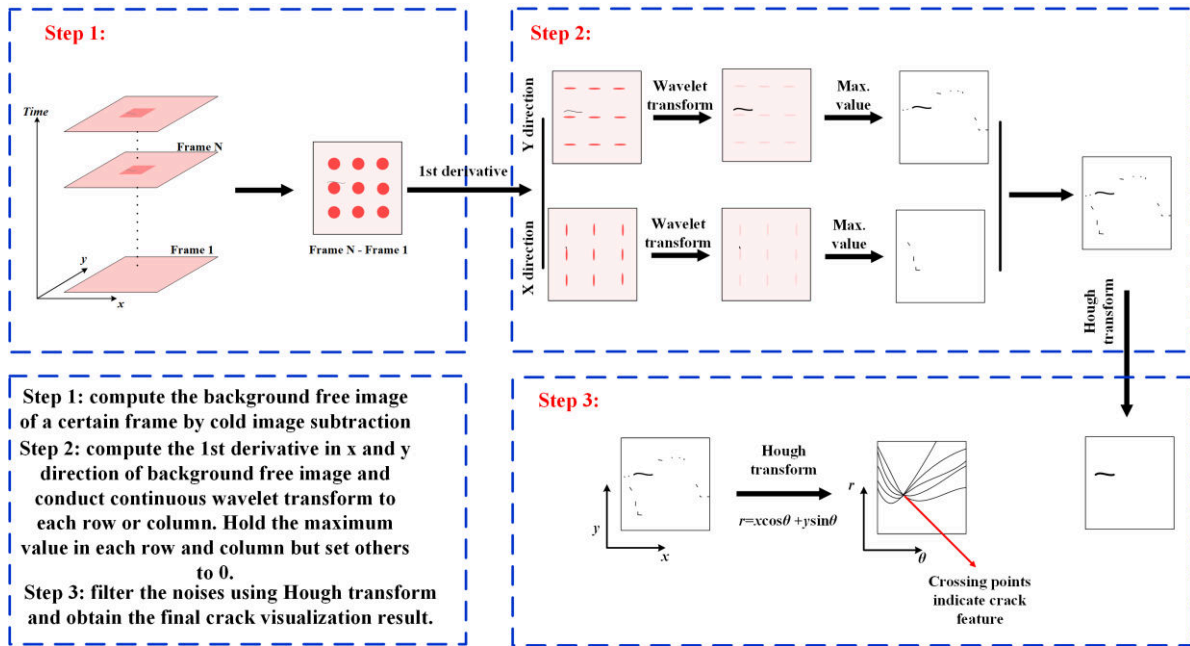 Step 1:
Time
Frame N
Frame 1
y
x
Frame N - Frame 1
1st derivative
Step 2:
Y direction
Wavelet
transform
Max.
value
X direction
Wavelet
transform
Max.
value
Hough
transform
Step 1: compute the background free image
of a certain frame by cold image subtraction
Step 2: compute the 1st derivative in x and y
direction of background free image and
conduct continuous wavelet transform to
each row or column. Hold the maximum
value in each row and column but set others
to 0.
Step 3: filter the noises using Hough transform
and obtain the final crack visualization result.
Step 3:
y
x
Hough
transform
r=xcosθ +ysinθ
r
θ
Crossing points
indicate crack
feature